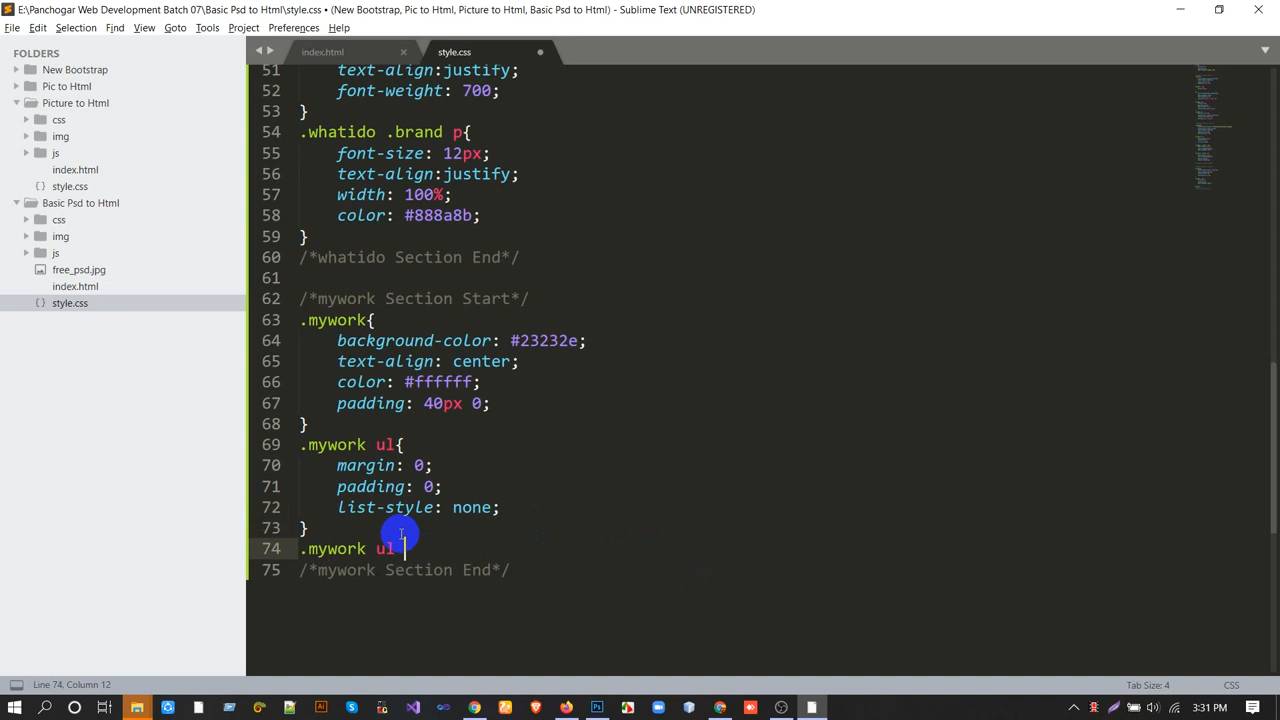 E:\Panchogar Web Development Batch 07\Basic Psd to Html\style.css • (New Bootstrap, Pic to Html, Picture to Html, Basic Psd to Html) - Sublime Text (UNREGISTERED)
File Edit Selection Find View Goto Tools Project Preferences Help
FOLDERS
New Bootstrap
Pic to Html
Picture to Html
css
img
js
index.html
style.css
Basic Psd to Html
css
img
js
free_psd.jpg
index.html
style.css
index.html
style.css
51 text-align:justify;
52 font-weight: 700;
53 }
54 .whatido .brand p{
55 font-size: 12px;
56 text-align:justify;
57 width: 100%;
58 color: #888a8b;
59 }
60 /*whatido Section End*/
61
62 /*mywork Section Start*/
63 .mywork{
64 background-color: #23232e;
65 text-align: center;
66 color: #ffffff;
67 padding: 40px 0;
68 }
69 .mywork ul{
70 margin: 0;
71 padding: 0;
72 list-style: none;
73 }
74 .mywork ul
75 /*mywork Section End*/
Line 74, Column 12
Tab Size: 4
CSS
3:31 PM